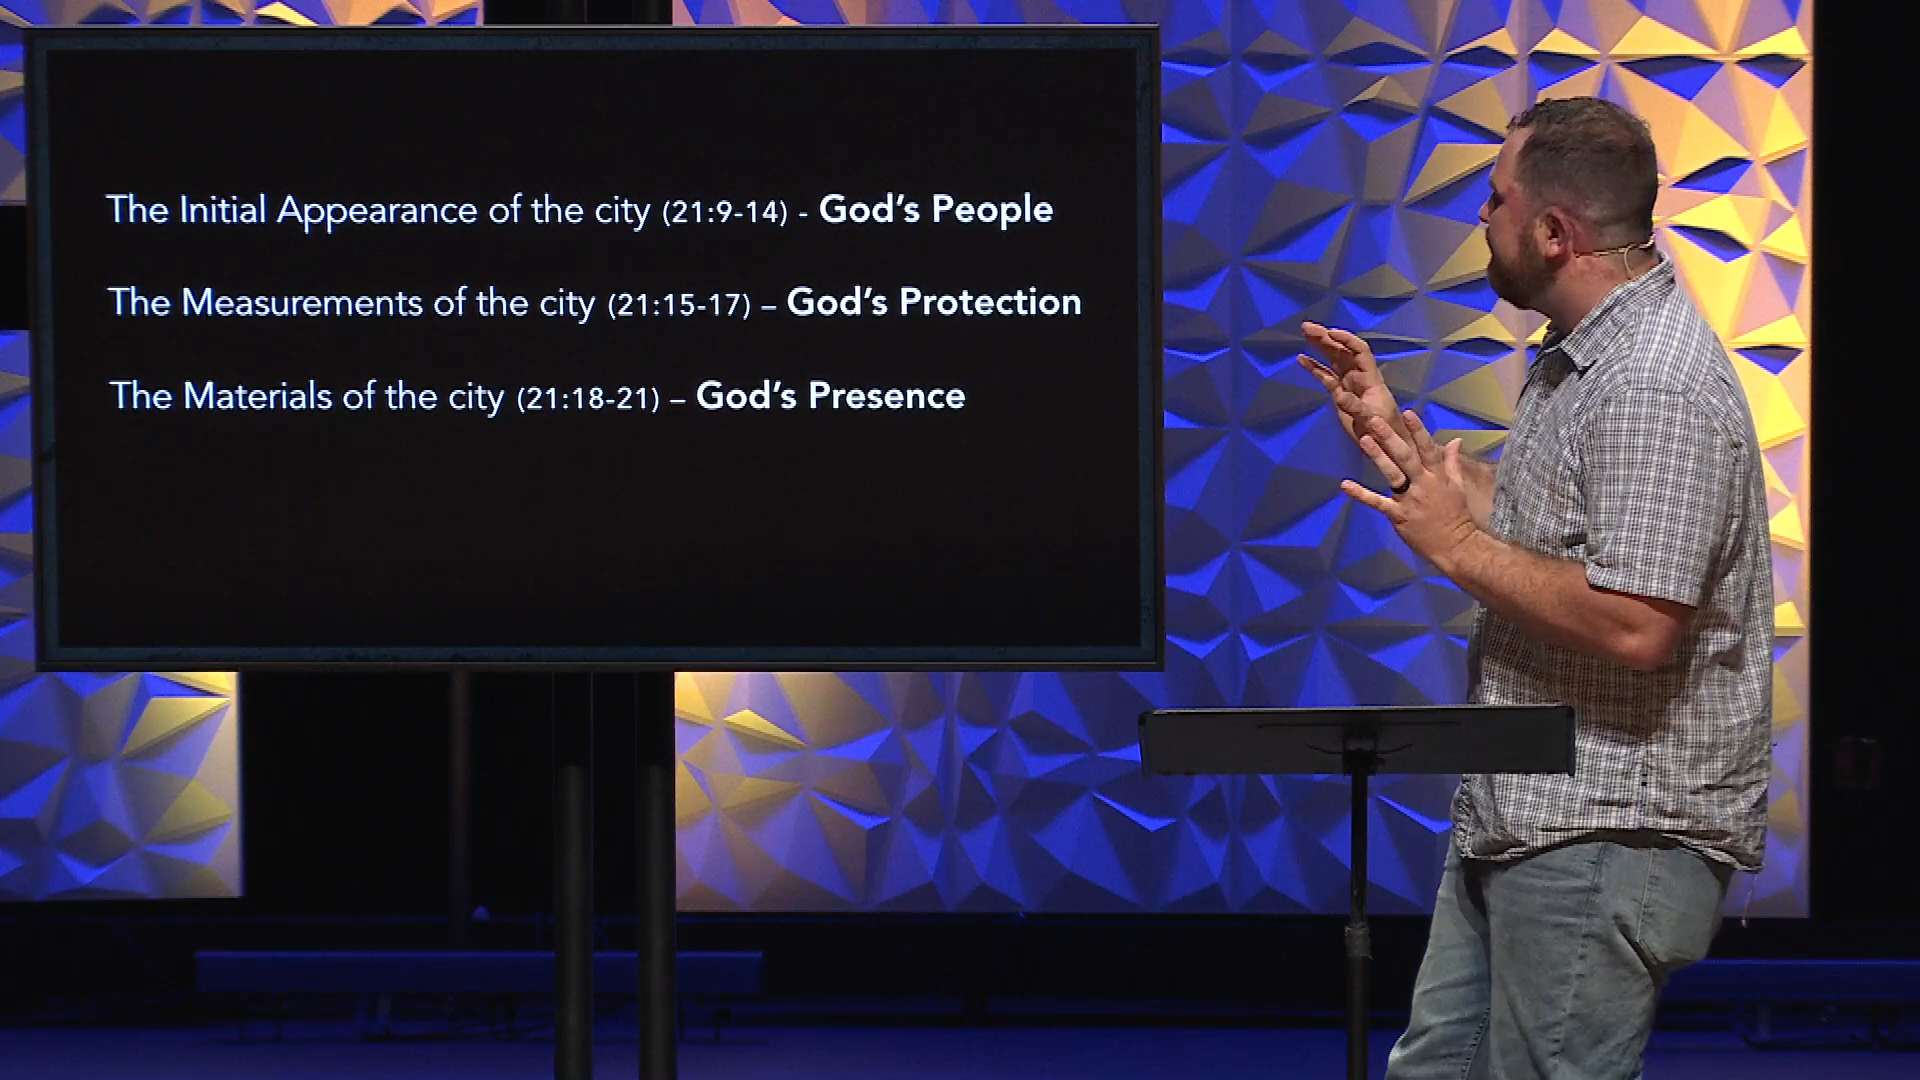 The Initial Appearance of the city (21:9-14) - God's People
The Measurements of the city (21:15-17) – God's Protection
The Materials of the city (21:18-21) – God's Presence